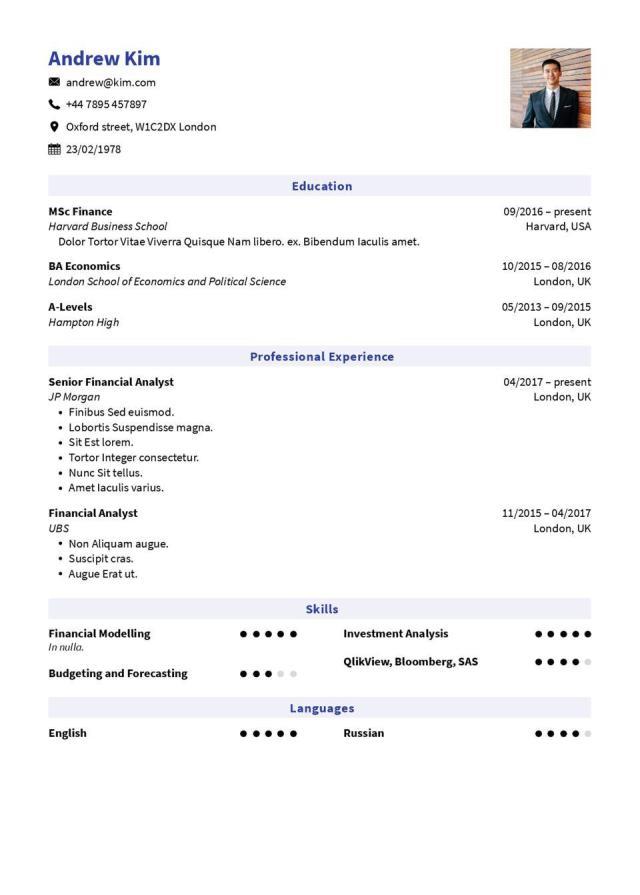 Andrew Kim
andrew@kim.com
+44 7895 457897
Oxford street, W1C2DX London
23/02/1978
Education
MSc Finance 09/2016 – present
Harvard Business School Harvard, USA
Dolor Tortor Vitae Viverra Quisque Nam libero. ex. Bibendum Iaculis amet.
BA Economics 10/2015 – 08/2016
London School of Economics and Political Science London, UK
A-Levels 05/2013 – 09/2015
Hampton High London, UK
Professional Experience
Senior Financial Analyst 04/2017 – present
JP Morgan London, UK
• Finibus Sed euismod.
• Lobortis Suspendisse magna.
• Sit Est lorem.
• Tortor Integer consectetur.
• Nunc Sit tellus.
• Amet Iaculis varius.
Financial Analyst 11/2015 – 04/2017
UBS London, UK
• Non Aliquam augue.
• Suscipit cras.
• Augue Erat ut.
Skills
Financial Modelling
In nulla.
Budgeting and Forecasting
Investment Analysis
QlikView, Bloomberg, SAS
Languages
English
Russian